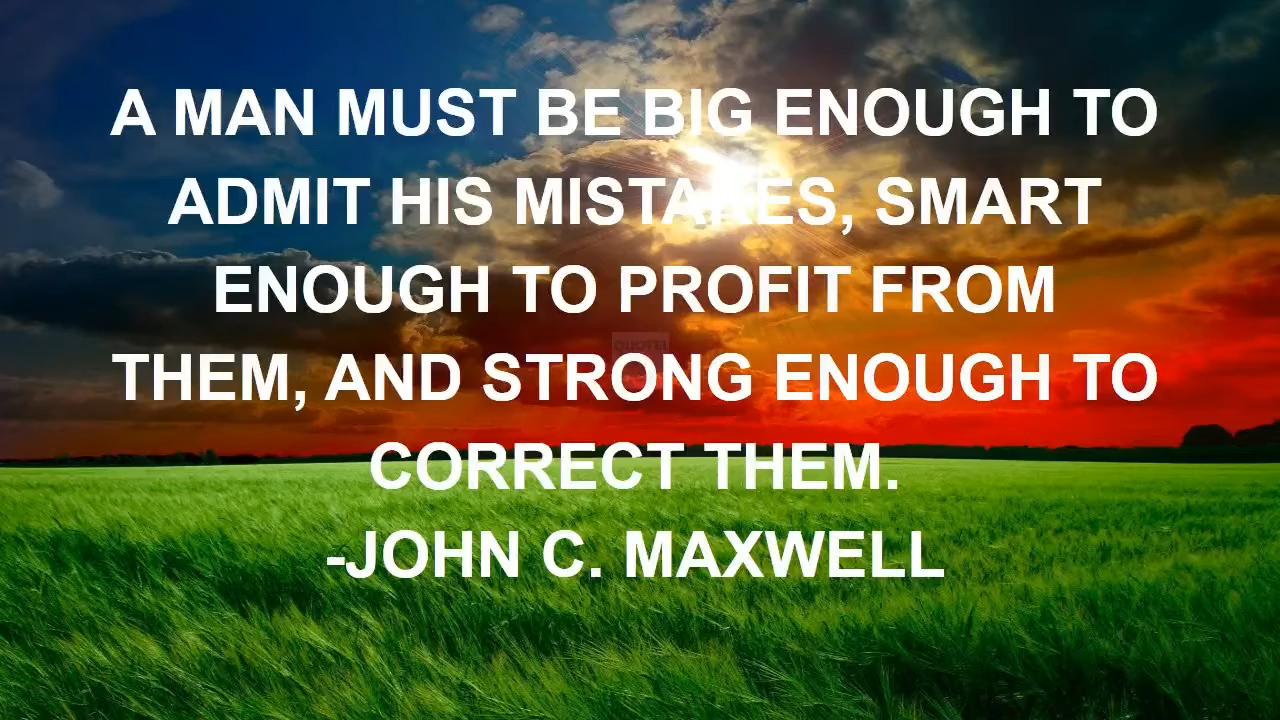 A MAN MUST BE BIG ENOUGH TO
ADMIT HIS MISTAKES, SMART
ENOUGH TO PROFIT FROM
THEM, AND STRONG ENOUGH TO
CORRECT THEM.
-JOHN C. MAXWELL